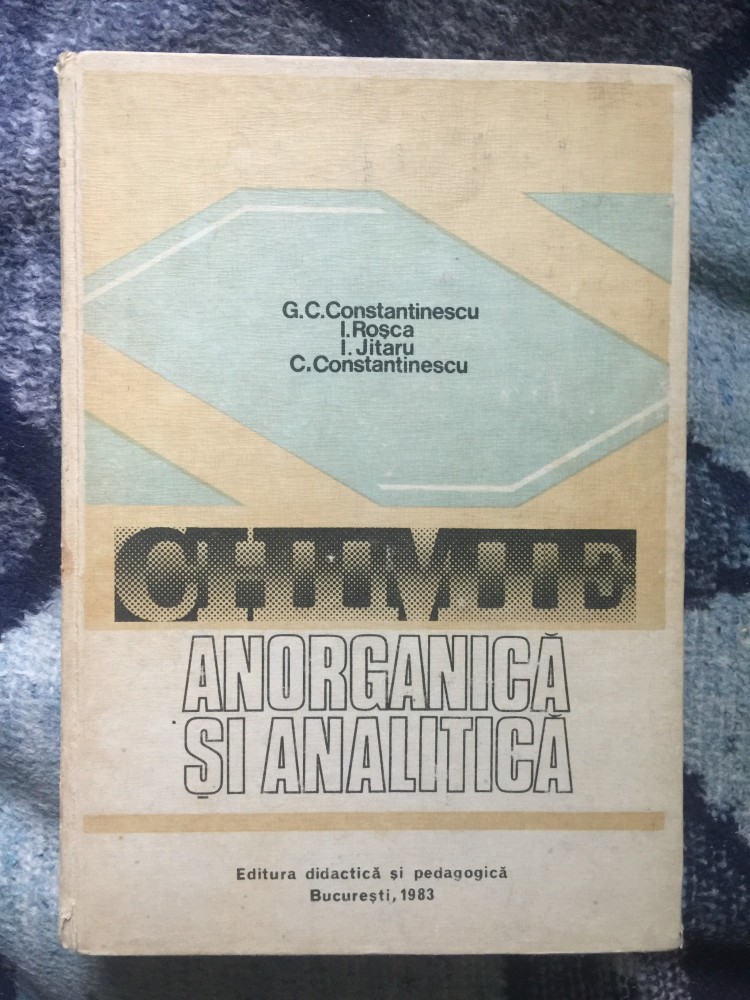 G.C.Constantinescu
I.Roșca
I. Jitaru
C.Constantinescu
CHIMIE
ANORGANICĂ
ȘI ANALITICĂ
Editura didactică și pedagogică
București, 1983